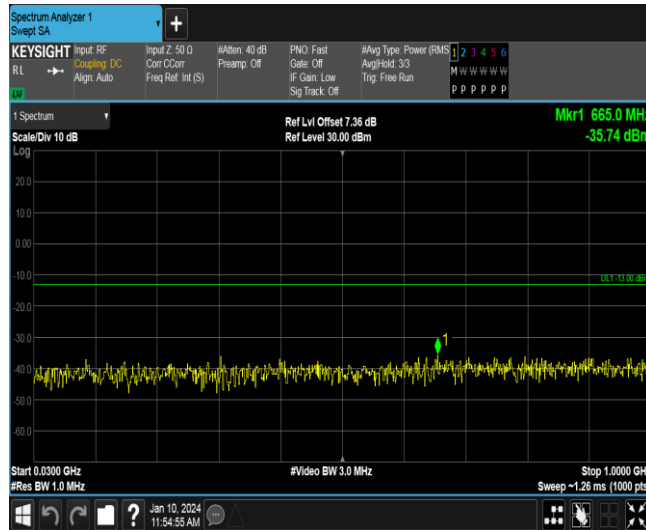 Spectrum Analyzer 1
Swept SA
+
KEYSIGHT Input: RF Input Z: 50 Ω #Atten: 40 dB PNO: Fast #Avg Type: Power (RMS 1 2 3 4 5 6
RL Coupling: DC Corr CCorr Preamp: Off Gate: Off Avg|Hold: 3/3 M W W W W W
Align: Auto Freq Ref: Int (S) IF Gain: Low Trig: Free Run P P P P P P
LXI Sig Track: Off
1 Spectrum Ref Lvl Offset 7.36 dB Mkr1 665.0 MHz
Scale/Div 10 dB Ref Level 30.00 dBm -35.74 dBm
Log
20.0
10.0
0.00
-10.0
DL1 -13.00 dBm
-20.0
-30.0
1
-40.0
-50.0
-60.0
Start 0.0300 GHz #Video BW 3.0 MHz Stop 1.0000 GH
#Res BW 1.0 MHz Sweep ~1.26 ms (1000 pts
? Jan 10, 2024
11:54:55 AM